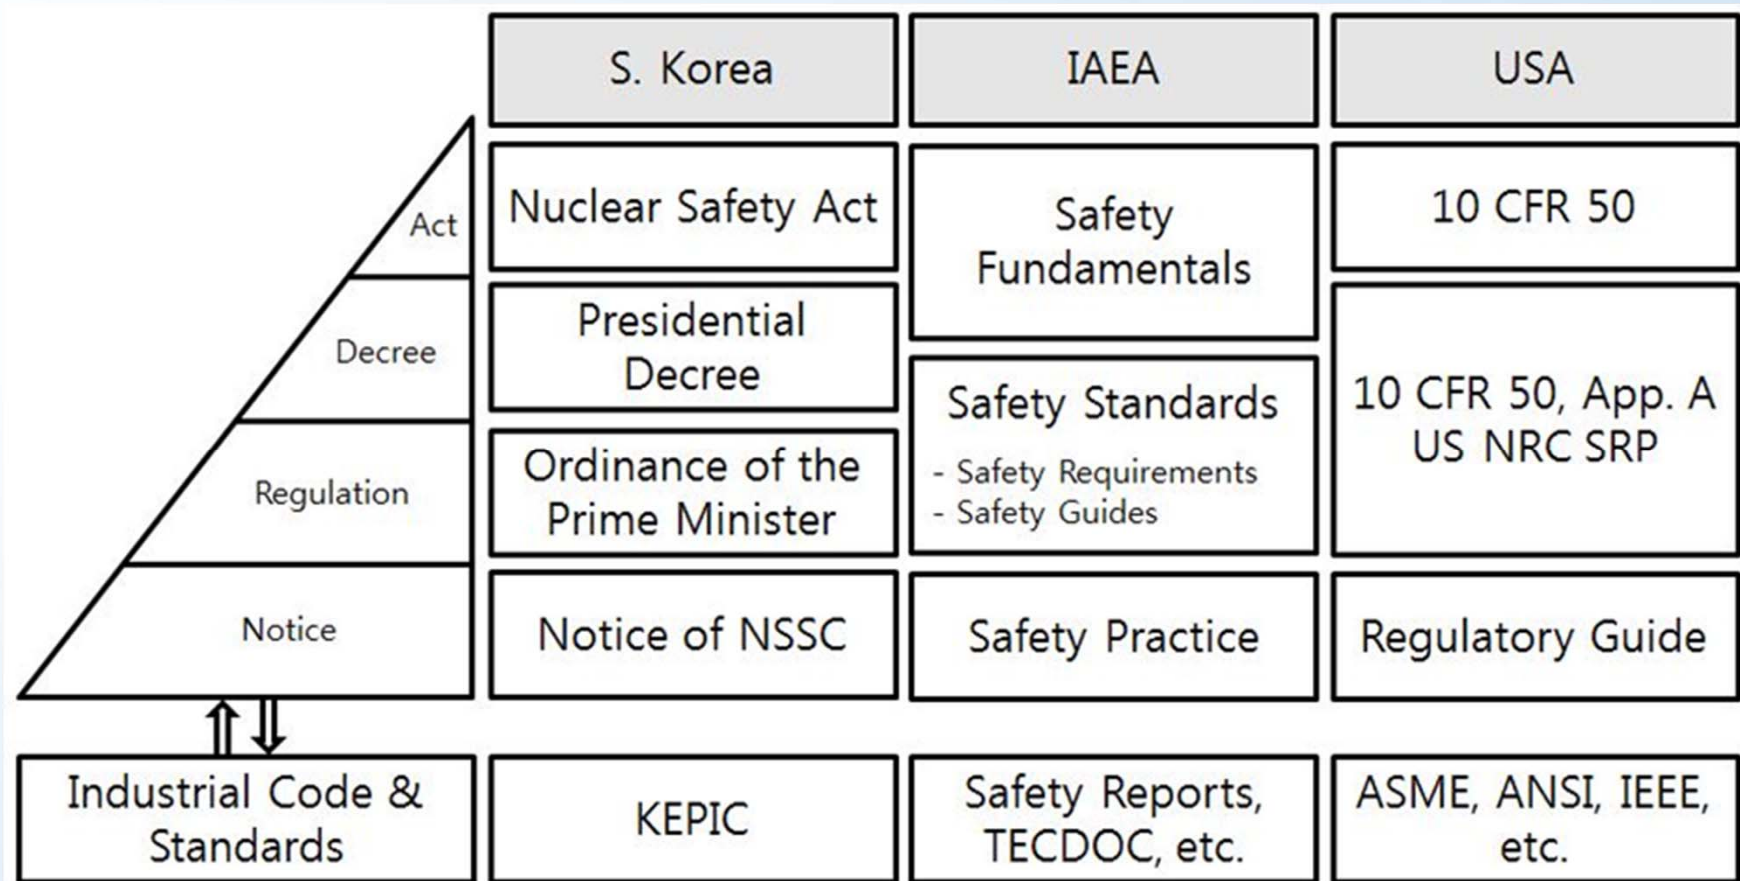 S. Korea
IAEA
USA
Act
Nuclear Safety Act
Safety
Fundamentals
10 CFR 50
Decree
Presidential
Decree
Safety Standards
- Safety Requirements
- Safety Guides
10 CFR 50, App. A
US NRC SRP
Regulation
Ordinance of the
Prime Minister
Notice
Notice of NSSC
Safety Practice
Regulatory Guide
Industrial Code &
Standards
KEPIC
Safety Reports,
TECDOC, etc.
ASME, ANSI, IEEE,
etc.